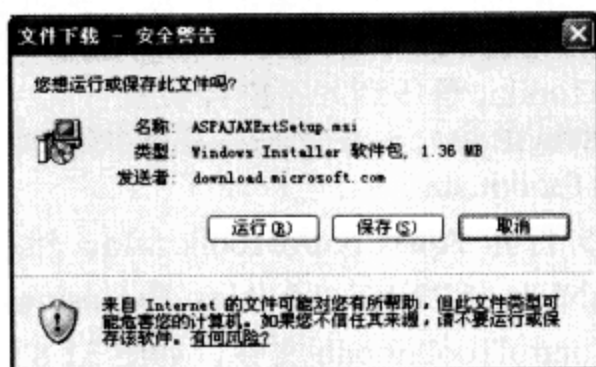 文件下载 - 安全警告
您想运行或保存此文件吗?
名称: ASPAJAXExtSetup.msi
类型: Windows Installer 软件包, 1.36 MB
发送者: download.microsoft.com
运行(R) 保存(S) 取消
来自 Internet 的文件可能对您有所帮助，但此文件类型可
能危害您的计算机。如果您不信任其来源，请不要运行或保
存该软件。有何风险?